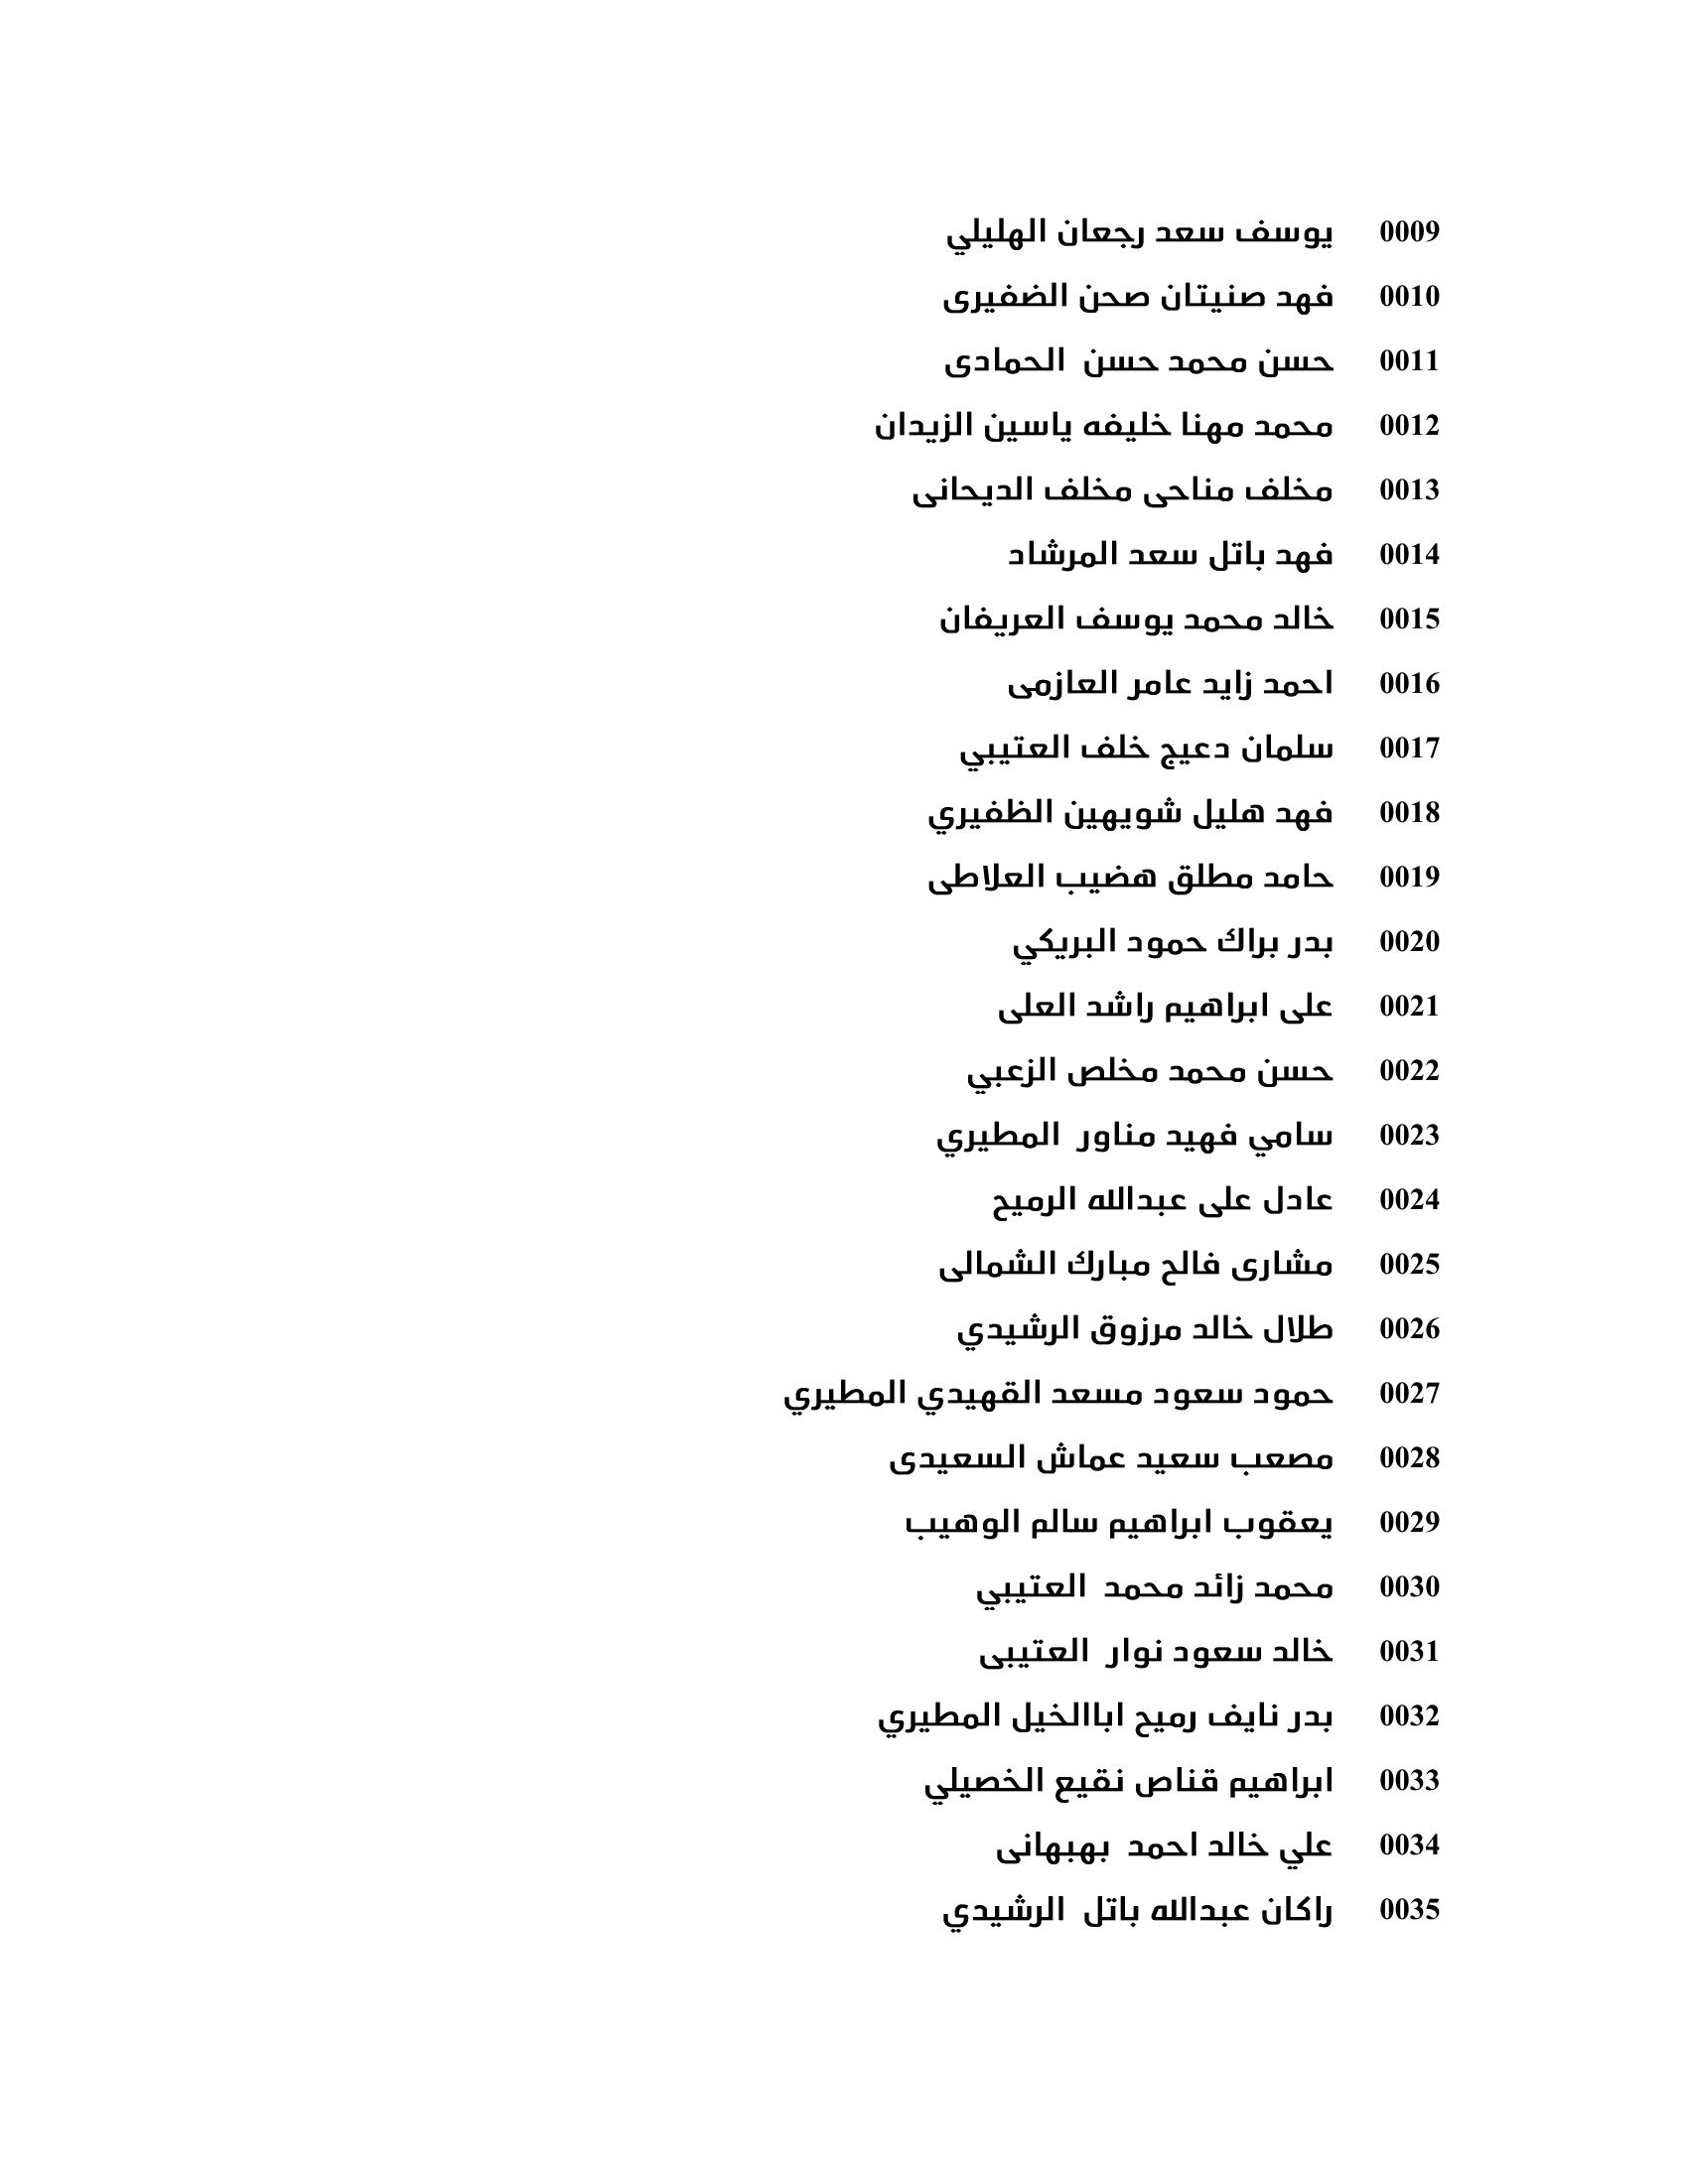 0009 يوسف سعد رجعان الهليلي
0010 فهد صنيتان صحن الضفيرى
0011 حسن محمد حسن الحمادى
0012 محمد مهنا خليفه ياسين الزيدان
0013 مخلف مناحى مخلف الديحانى
0014 فهد باتل سعد المرشاد
0015 خالد محمد يوسف العريفان
0016 احمد زايد عامر العازمى
0017 سلمان دعيج خلف العتيبي
0018 فهد هليل شويهين الظفيري
0019 حامد مطلق هضيب العلاطى
0020 بدر براك حمود البريكي
0021 على ابراهيم راشد العلى
0022 حسن محمد مخلص الزعبي
0023 سامي فهيد مناور المطيري
0024 عادل على عبدالله الرميح
0025 مشارى فالح مبارك الشمالى
0026 طلال خالد مرزوق الرشيدي
0027 حمود سعود مسعد القهيدي المطيري
0028 مصعب سعيد عماش السعيدى
0029 يعقوب ابراهيم سالم الوهيب
0030 محمد زائد محمد العتيبي
0031 خالد سعود نوار العتيبى
0032 بدر نايف رميح اباالخيل المطيري
0033 ابراهيم قناص نقيع الخصيلي
0034 علي خالد احمد بهبهانى
0035 راكان عبدالله باتل الرشيدي